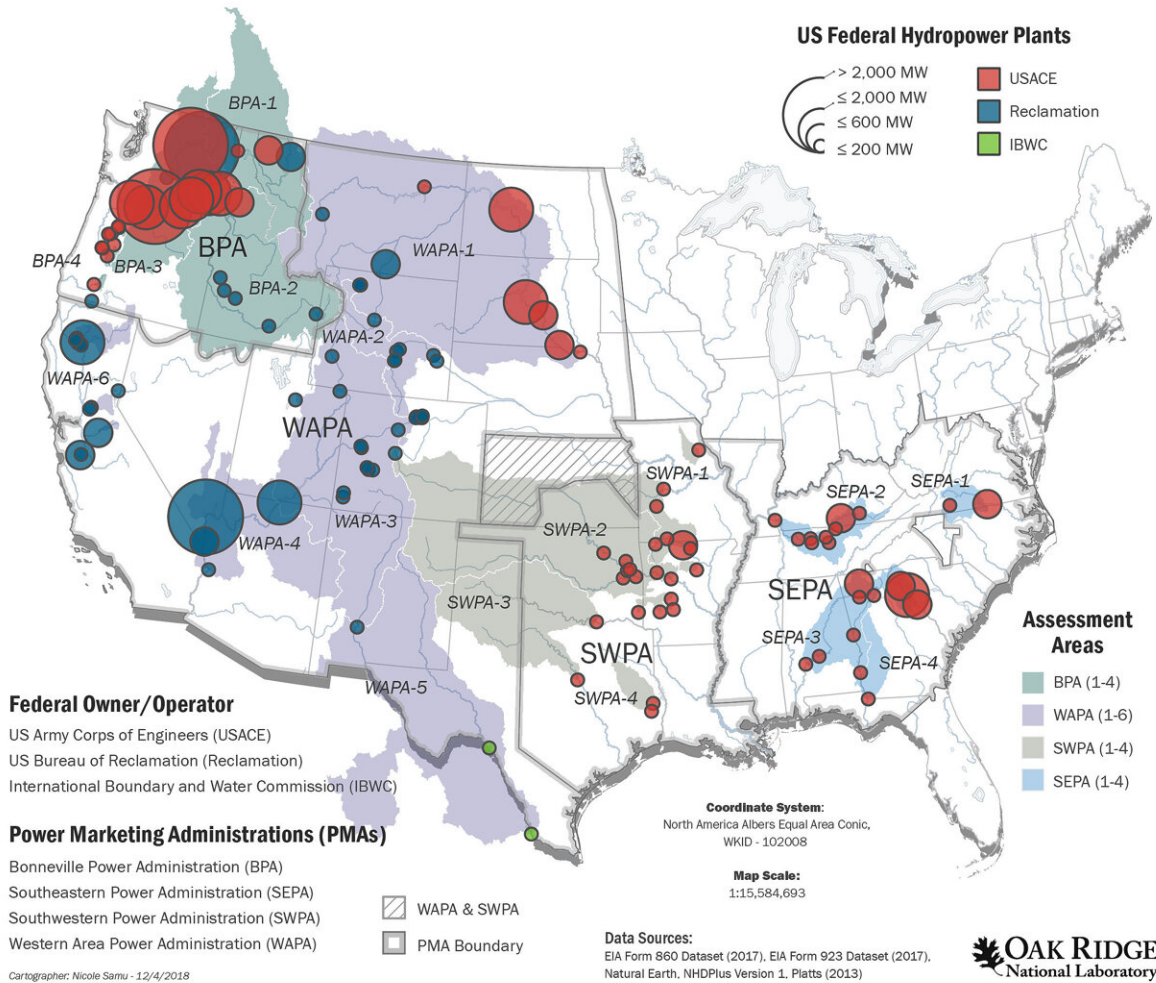 US Federal Hydropower Plants
> 2,000 MW
≤ 2,000 MW
≤ 600 MW
≤ 200 MW
USACE
Reclamation
IBWC
BPA-1
BPA-4
BPA-3
BPA
BPA-2
WAPA-1
WAPA-2
WAPA-6
WAPA
WAPA-3
WAPA-4
WAPA-5
SWPA-1
SWPA-2
SWPA-3
SWPA
SWPA-4
SEPA-1
SEPA-2
SEPA
SEPA-3
SEPA-4
Assessment
Areas
BPA (1-4)
WAPA (1-6)
SWPA (1-4)
SEPA (1-4)
Federal Owner/Operator
US Army Corps of Engineers (USACE)
US Bureau of Reclamation (Reclamation)
International Boundary and Water Commission (IBWC)
Power Marketing Administrations (PMAs)
Bonneville Power Administration (BPA)
Southeastern Power Administration (SEPA)
Southwestern Power Administration (SWPA)
Western Area Power Administration (WAPA)
Cartographer: Nicole Samu - 12/4/2018
WAPA & SWPA
PMA Boundary
Coordinate System:
North America Albers Equal Area Conic,
WKID - 102008
Map Scale:
1:15,584,693
Data Sources:
EIA Form 860 Dataset (2017), EIA Form 923 Dataset (2017),
Natural Earth, NHDPlus Version 1, Platts (2013)
OAK RIDGE
National Laboratory